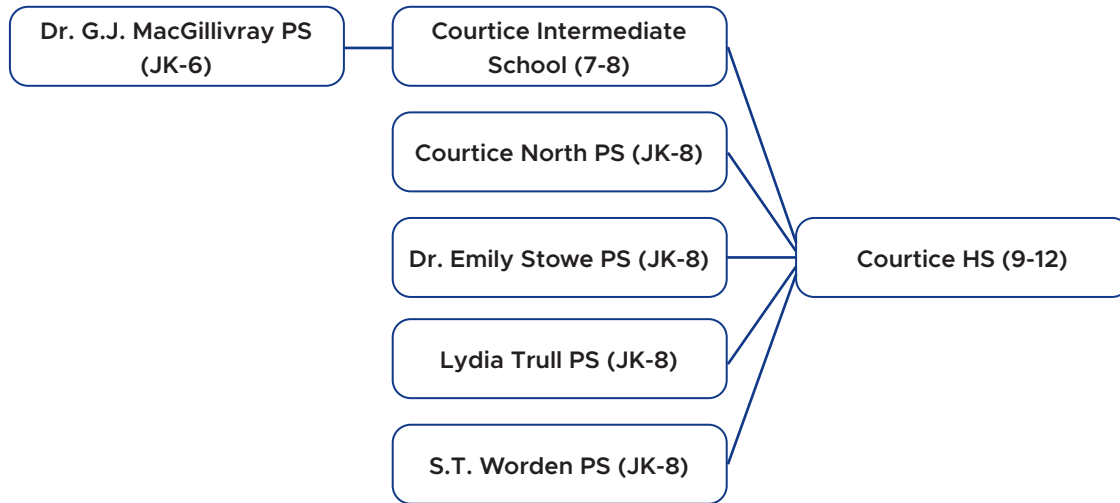 Dr. G.J. MacGillivray PS
(JK-6)
Courtice Intermediate
School (7-8)
Courtice North PS (JK-8)
Dr. Emily Stowe PS (JK-8)
Courtice HS (9-12)
Lydia Trull PS (JK-8)
S.T. Worden PS (JK-8)